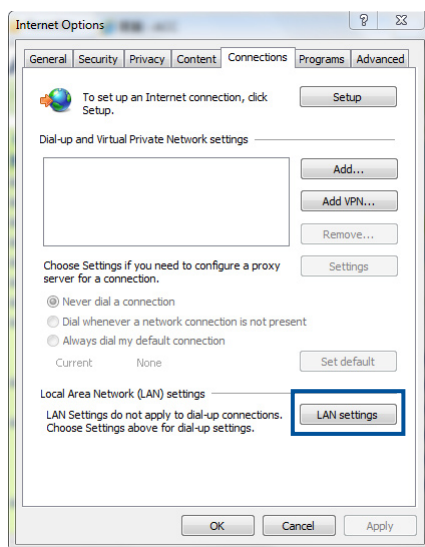 Internet Options
General Security Privacy Content Connections Programs Advanced
To set up an Internet connection, click
Setup.
Setup
Dial-up and Virtual Private Network settings
Add...
Add VPN...
Remove...
Choose Settings if you need to configure a proxy
server for a connection.
Settings
Never dial a connection
Dial whenever a network connection is not present
Always dial my default connection
Current None
Set default
Local Area Network (LAN) settings
LAN Settings do not apply to dial-up connections.
Choose Settings above for dial-up settings.
LAN settings
OK Cancel Apply